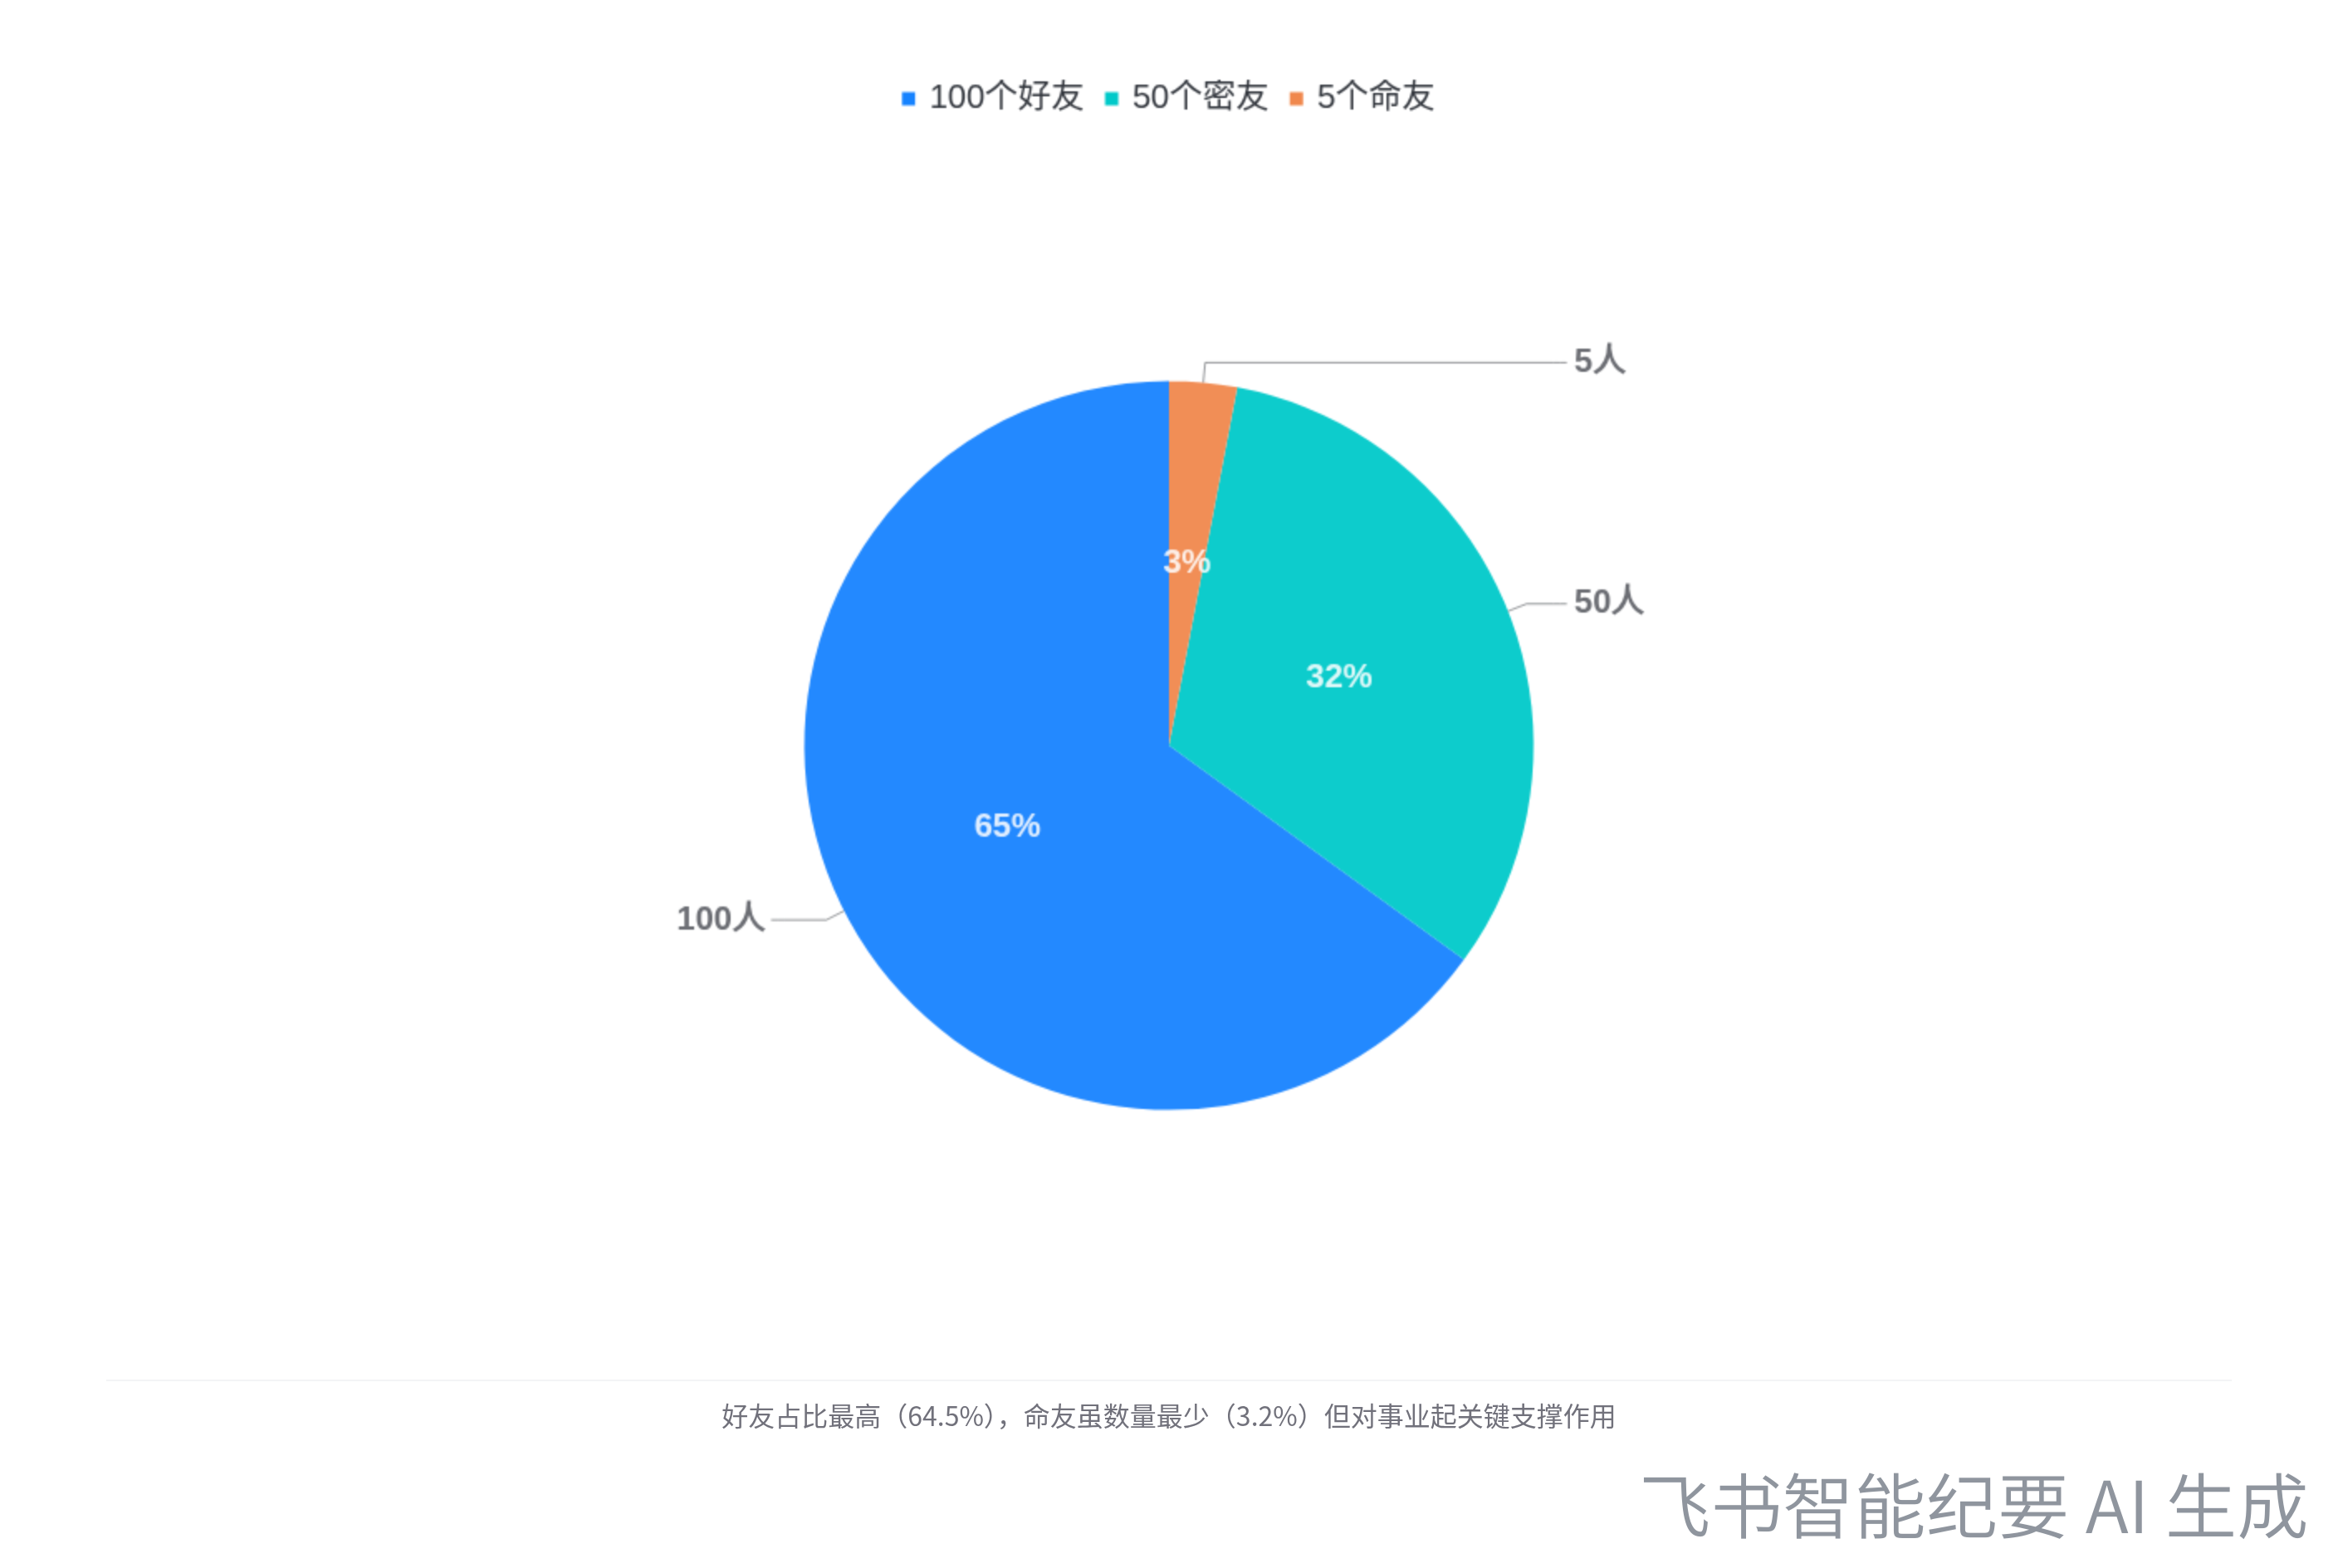 100个好友 50个密友 5个命友
5人
3%
50人
32%
65%
100人
好友占比最高（64.5%），命友虽数量最少（3.2%）但对事业起关键支撑作用
飞书智能纪要 AI 生成